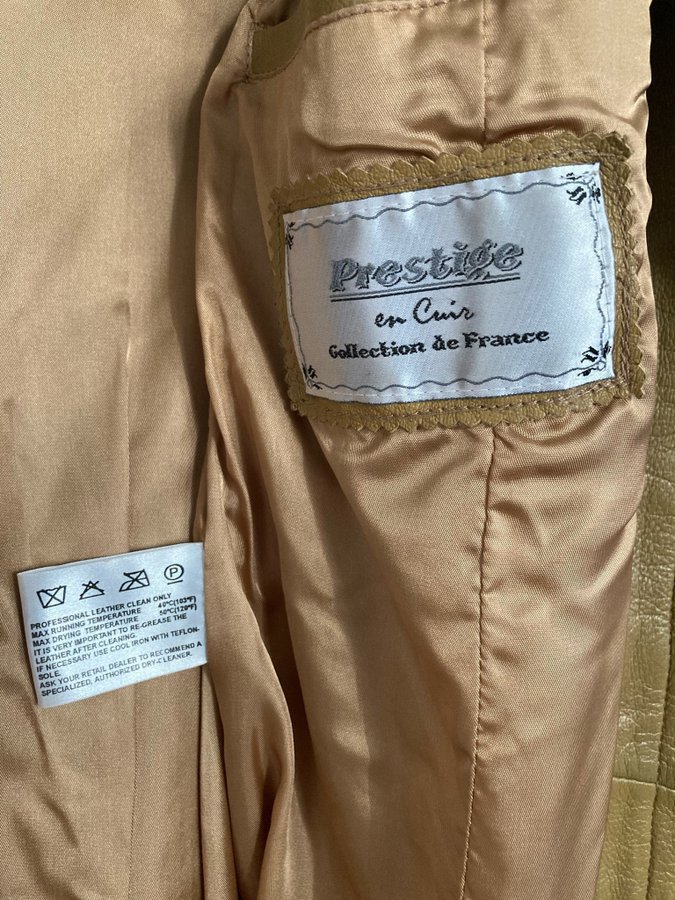 Prestige
en Cuir
Collection de France
P
PROFESSIONAL LEATHER CLEAN ONLY
MAX RUNNING TEMPERATURE 40°C(103°F)
MAX DRYING TEMPERATURE 50°C(120°F)
IT IS VERY IMPORTANT TO RE-GREASE THE
LEATHER AFTER CLEANING.
IF NECESSARY USE COOL IRON WITH TEFLON-
SOLE.
ASK YOUR RETAIL DEALER TO RECOMMEND A
SPECIALIZED, AUTHORIZED DRY-CLEANER.